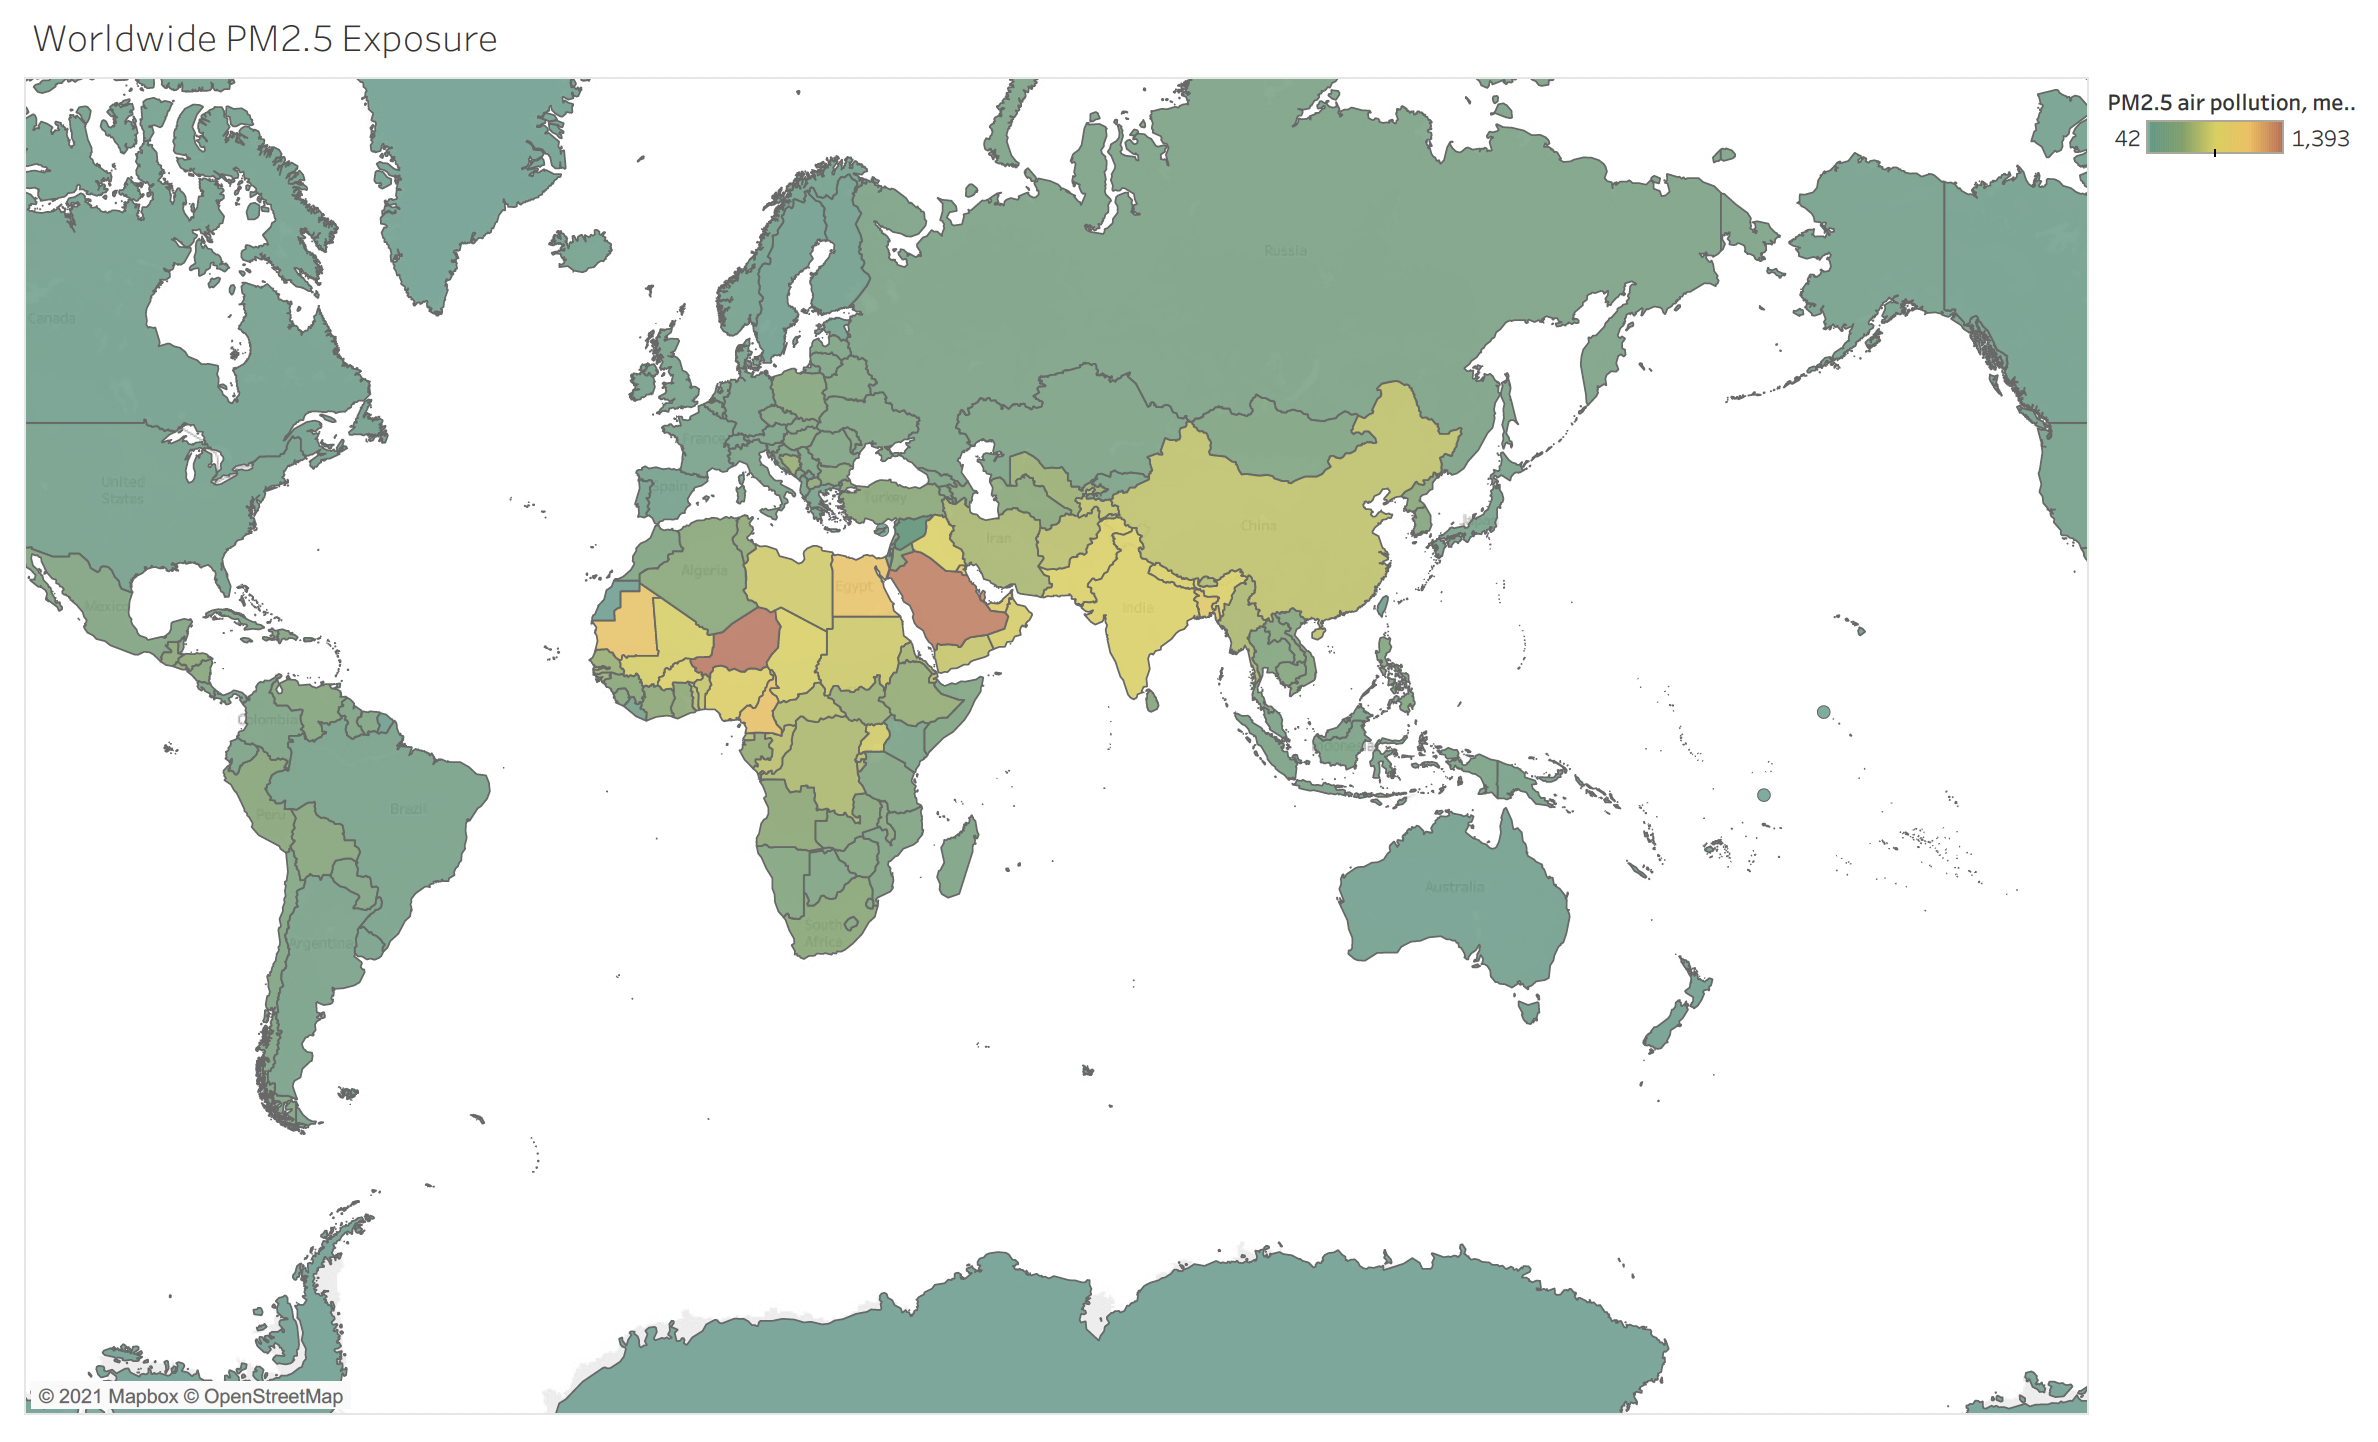 Worldwide PM2.5 Exposure
PM2.5 air pollution, me..
42
1,393
Russia
Canada
France
United
States
Spain
Turkey
China
Iran
Algeria
Egypt
Mexico
India
Colombia
Indonesia
Peru
Brazil
Australia
South
Africa
Argentina
© 2021 Mapbox © OpenStreetMap